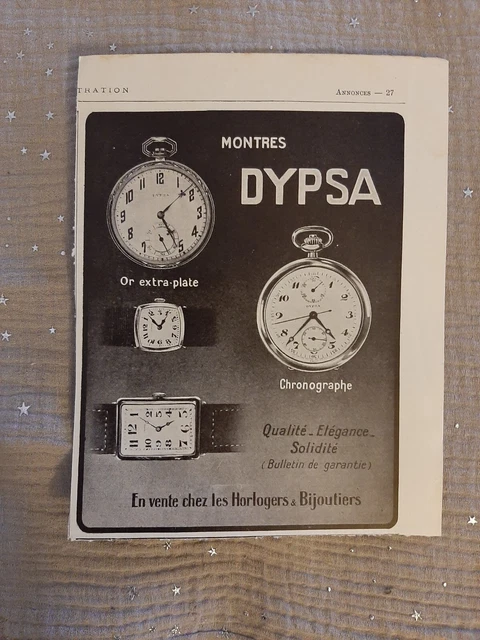 TRATION
ANNONCES — 27
MONTRES
DYPSA
Or extra-plate
Chronographe
Qualité_Elégance_
Solidité
(Bulletin de garantie)
En vente chez les Horlogers & Bijoutiers